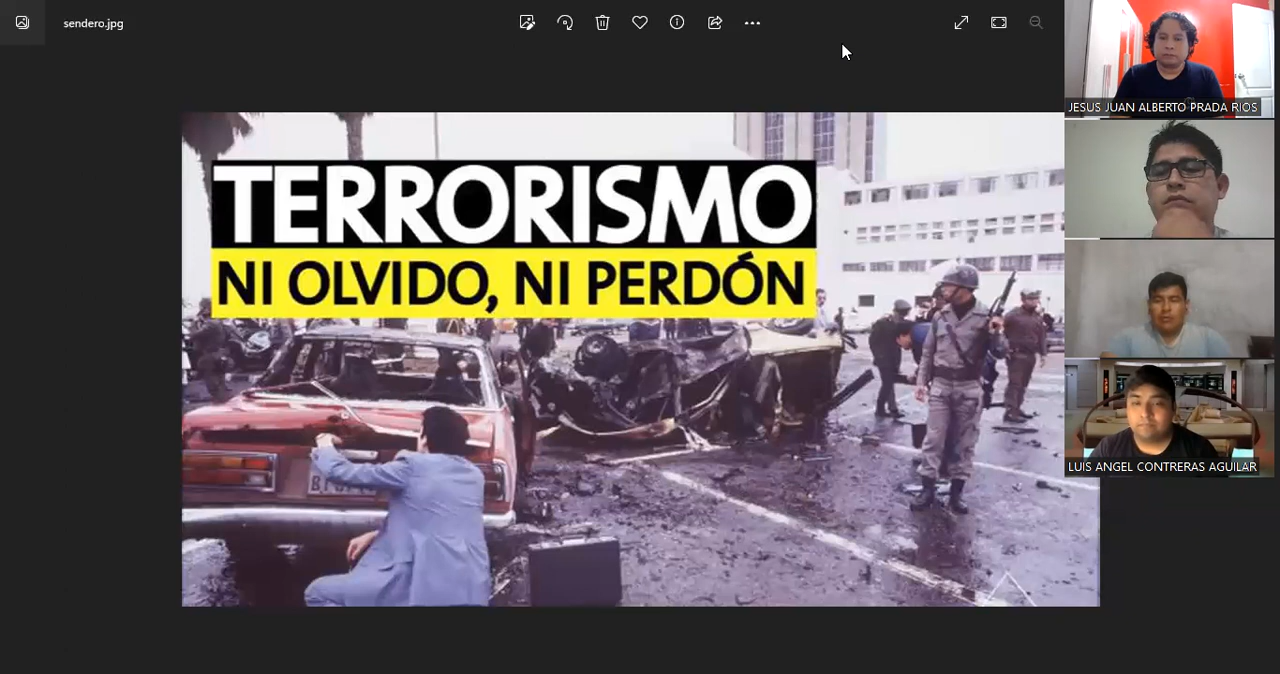 sendero.jpg
TERRORISMO
NI OLVIDO, NI PERDÓN
JESUS JUAN ALBERTO PRADA RIOS
LUIS ANGEL CONTRERAS AGUILAR